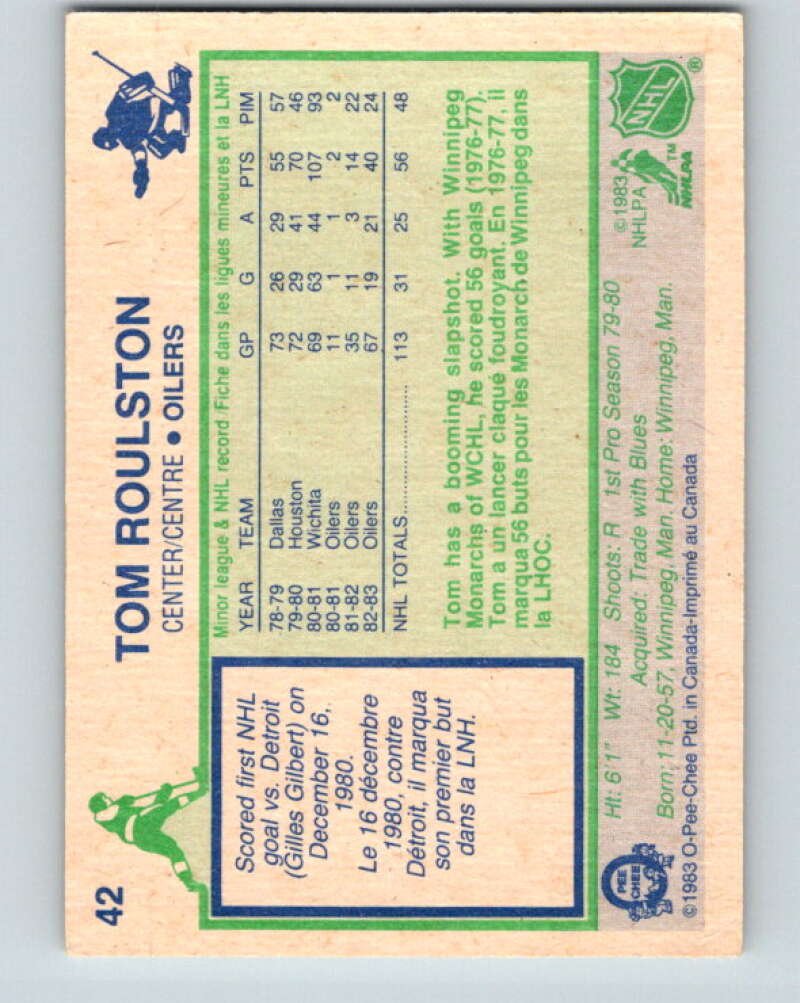 42
TOM ROULSTON
CENTER/CENTRE • OILERS
Scored first NHL
goal vs. Detroit
(Gilles Gilbert) on
December 16,
1980.
Le 16 décembre
1980, contre
Détroit, il marqua
son premier but
dans la LNH.
Minor league & NHL record/Fiche dans les ligues mineures et la LNH
YEAR TEAM GP G A PTS PIM
78-79 Dallas 73 26 29 55 57
79-80 Houston 72 29 41 70 46
80-81 Wichita 69 63 44 107 93
80-81 Oilers 11 1 1 2 2
81-82 Oilers 35 11 3 14 22
82-83 Oilers 67 19 21 40 24
NHL TOTALS 113 31 25 56 48
Tom has a booming slapshot. With Winnipeg
Monarchs of WCHL, he scored 56 goals (1976-77).
Tom a un lancer claqué foudroyant. En 1976-77, il
marqua 56 buts pour les Monarch de Winnipeg dans
la LHOC.
Ht: 6'1" Wt: 184 Shoots: R 1st Pro Season 79-80
Acquired: Trade with Blues
Born: 11-20-57, Winnipeg, Man. Home: Winnipeg, Man.
©1983 O-Pee-Chee Ptd. in Canada-Imprimé au Canada
O
PEE
CHEE
©1983
NHLPA
NHL
®
TM
NHLPA